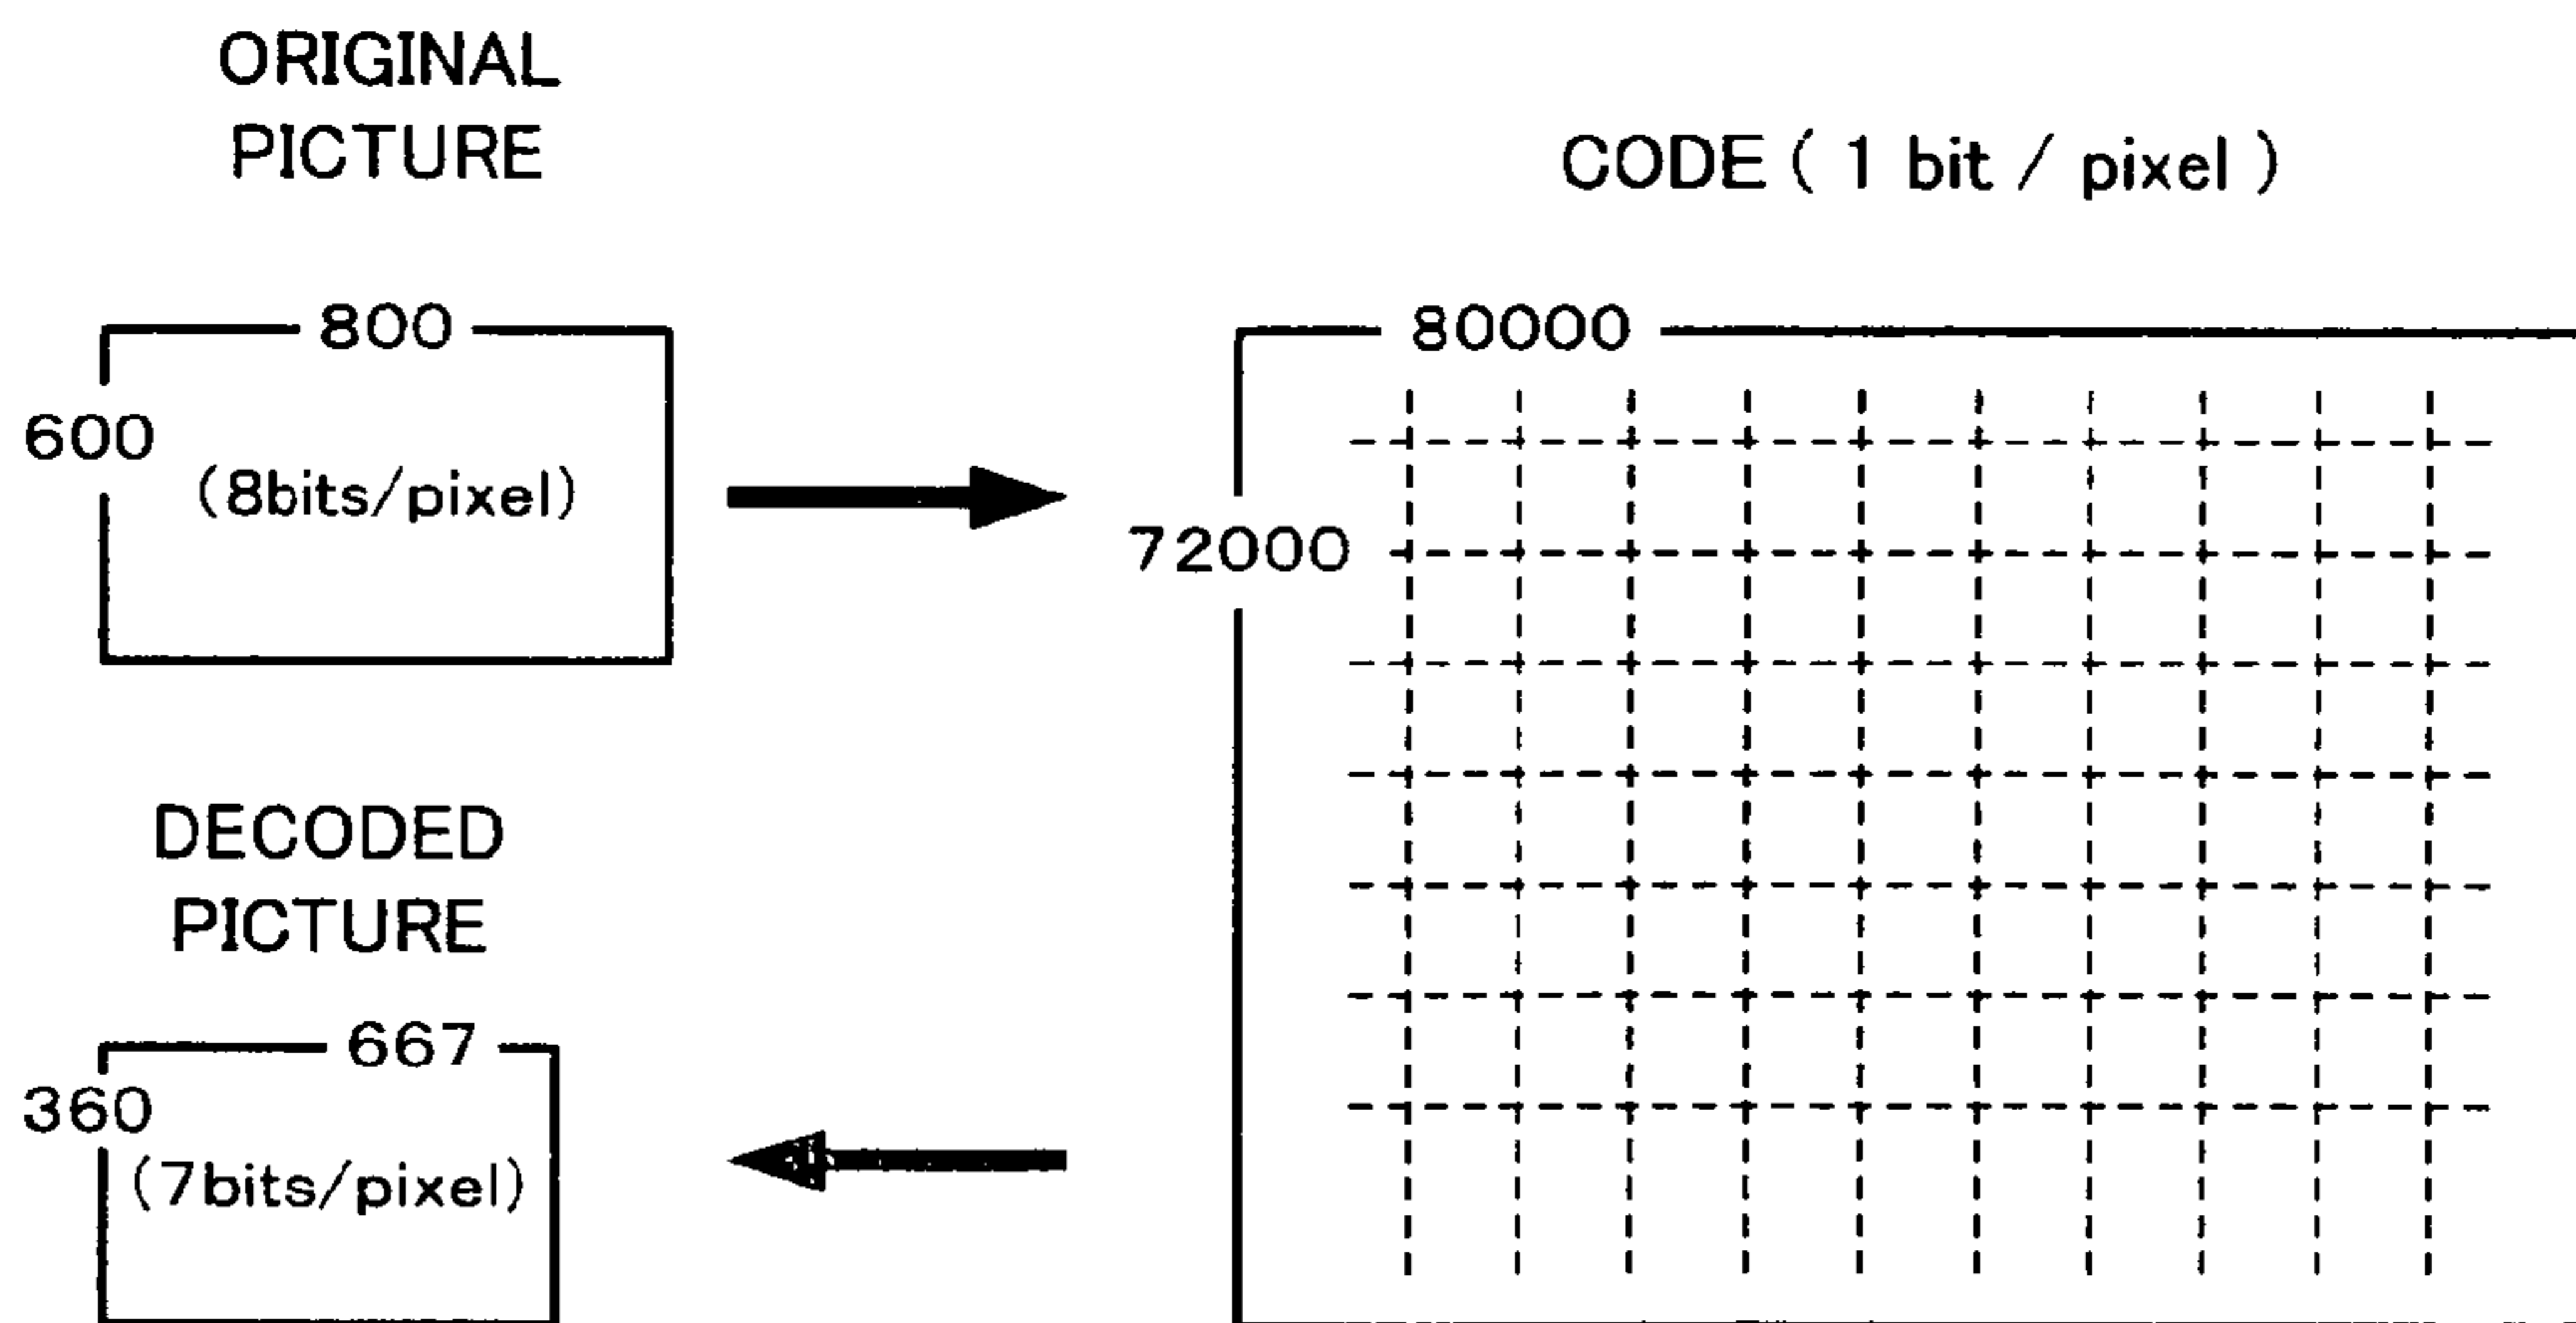 ORIGINAL
PICTURE
800
600
(8bits/pixel)
CODE ( 1 bit / pixel )
80000
72000
DECODED
PICTURE
667
360
(7bits/pixel)